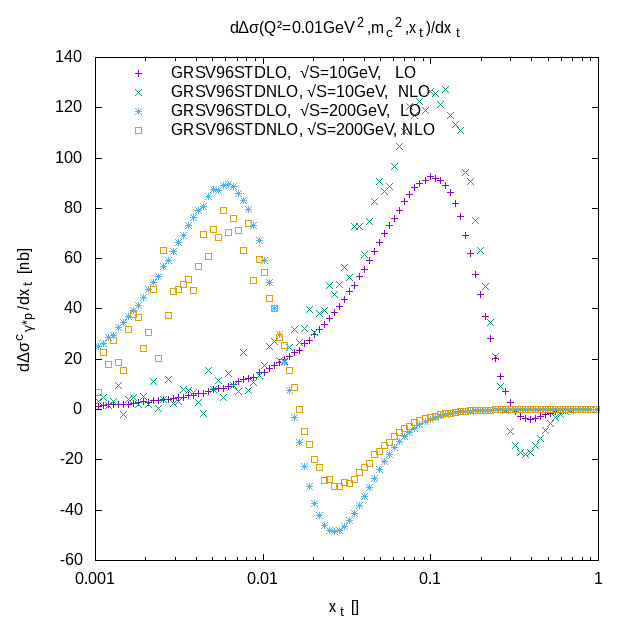 dΔσ(Q²=0.01GeV²,m_c²,x_t)/dx_t
140
120
100
80
60
40
20
0
-20
-40
-60
dΔσ^c_γ*p/dx_t [nb]
GRSV96STDLO, √S=10GeV, LO
GRSV96STDNLO, √S=10GeV, NLO
GRSV96STDLO, √S=200GeV, LO
GRSV96STDNLO, √S=200GeV, NLO
0.001 0.01 0.1 1
x_t []